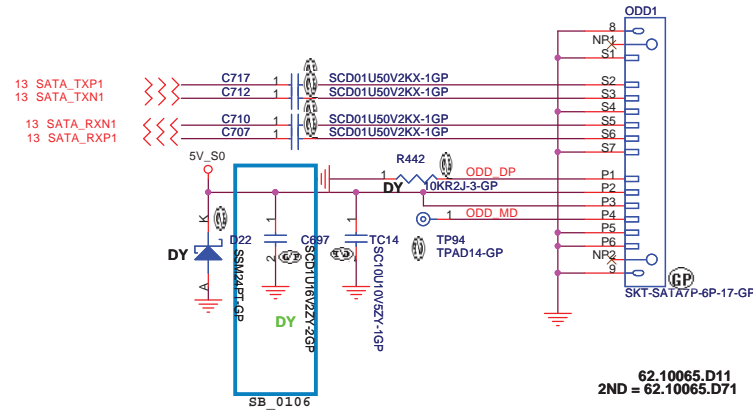 ODD1
8
NP1
S1
13 SATA_TXP1
C717
1
SCD01U50V2KX-1GP
S2
13 SATA_TXN1
C712
1
SCD01U50V2KX-1GP
S3
S4
13 SATA_RXN1
C710
1
SCD01U50V2KX-1GP
S5
13 SATA_RXP1
C707
1
SCD01U50V2KX-1GP
S6
S7
5V_S0
R442
1
ODD_DP
P1
DY
10KR2J-3-GP
P2
P3
1
ODD_MD
P4
K
1
1
D22
C697
TC14
TP94
P5
DY
2
2
TPAD14-GP
P6
NP2
A
SSM24PT-GP
SCD1U16V2ZY-2GP
SC10U10V5ZY-1GP
9
GP
SKT-SATA7P-6P-17-GP
DY
SB_0106
62.10065.D11
2ND = 62.10065.D71